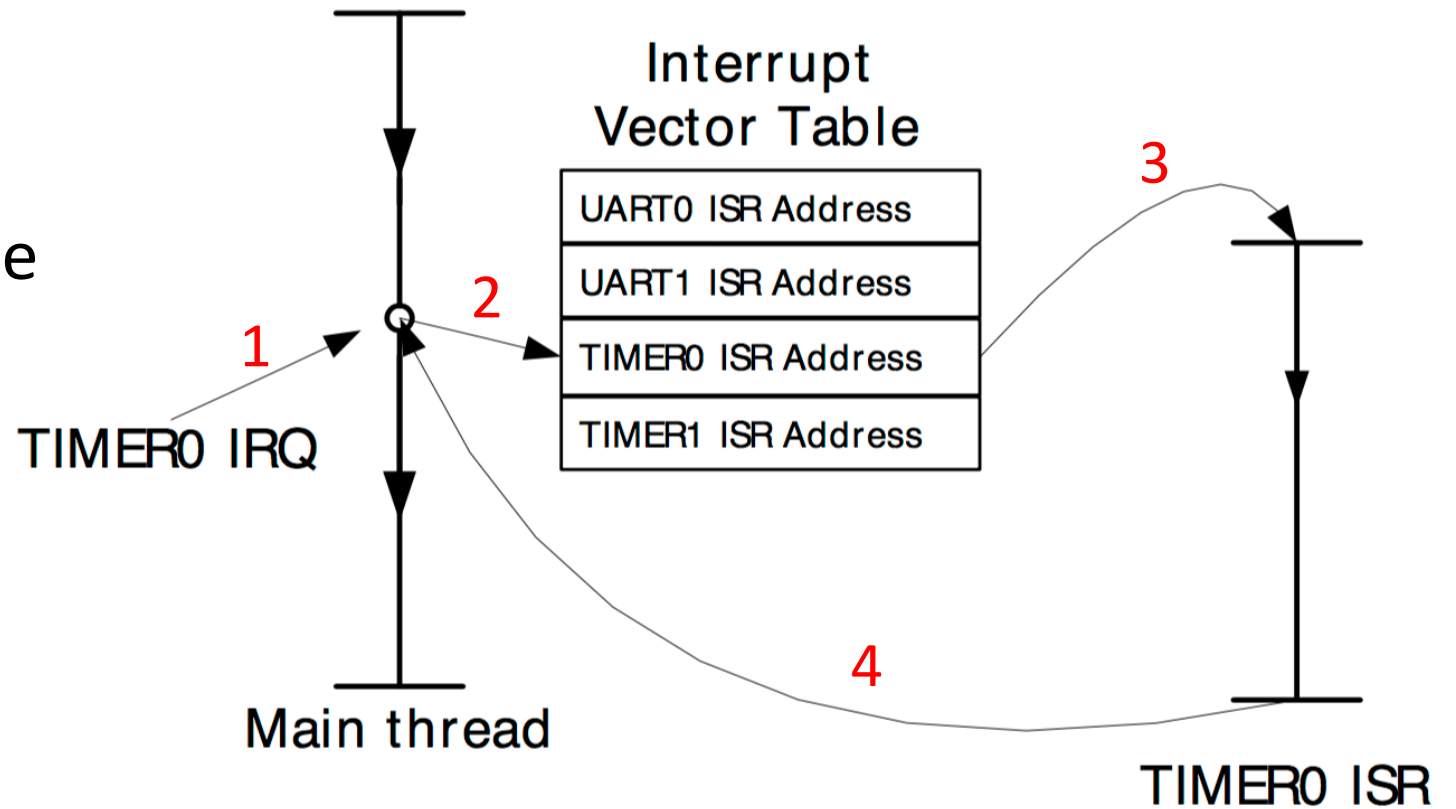 Interrupt
Vector Table
UART0 ISR Address
UART1 ISR Address
TIMER0 ISR Address
TIMER1 ISR Address
e
1
2
3
4
TIMER0 IRQ
Main thread
TIMER0 ISR